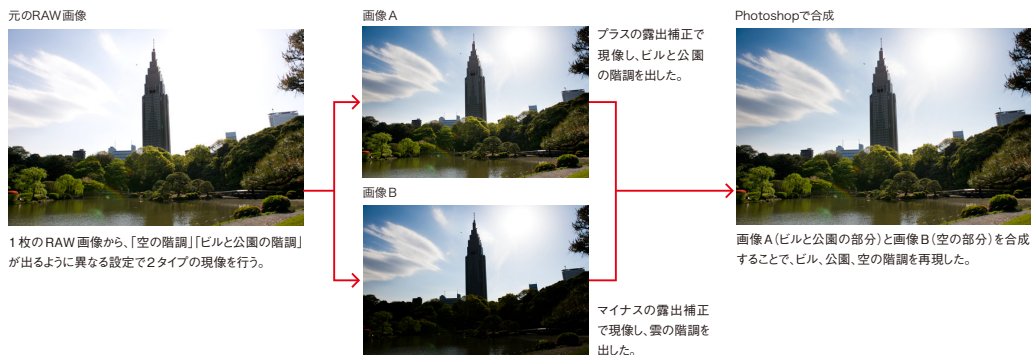 元のRAW画像
1枚のRAW画像から、「空の階調」「ビルと公園の階調」
が出るように異なる設定で2タイプの現像を行う。
画像A
プラスの露出補正で
現像し、ビルと公園
の階調を出した。
画像B
マイナスの露出補正
で現像し、雲の階調を
出した。
Photoshopで合成
画像A（ビルと公園の部分）と画像B（空の部分）を合成
することで、ビル、公園、空の階調を再現した。